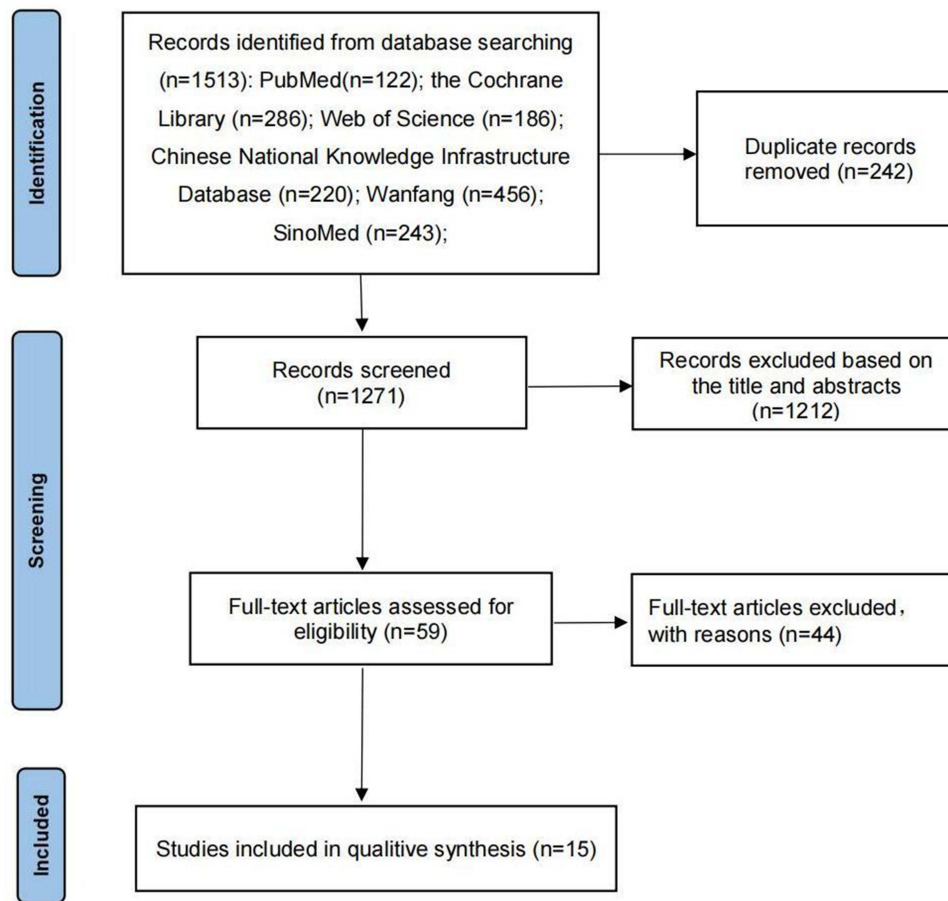 Identification
Records identified from database searching
(n=1513): PubMed(n=122); the Cochrane
Library (n=286); Web of Science (n=186);
Chinese National Knowledge Infrastructure
Database (n=220); Wanfang (n=456);
SinoMed (n=243);
Duplicate records
removed (n=242)
Screening
Records screened
(n=1271)
Records excluded based on
the title and abstracts
(n=1212)
Full-text articles assessed for
eligibility (n=59)
Full-text articles excluded，
with reasons (n=44)
Included
Studies included in qualitive synthesis (n=15)